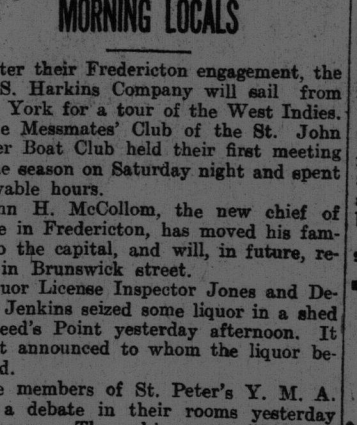 MORNING LOCALS
ter their Fredericton engagement, the
S. Harkins Company will sail from
York for a tour of the West Indies.
e Messmates' Club of the St. John
er Boat Club held their first meeting
e season on Saturday night and spent
yable hours.
hn H. McCollom, the new chief of
e in Fredericton, has moved his fam-
o the capital, and will, in future, re-
in Brunswick street.
uor License Inspector Jones and De-
Jenkins seized some liquor in a shed
eed's Point yesterday afternoon. It
t announced to whom the liquor be-
d.
e members of St. Peter's Y. M. A.
a debate in their rooms yesterday